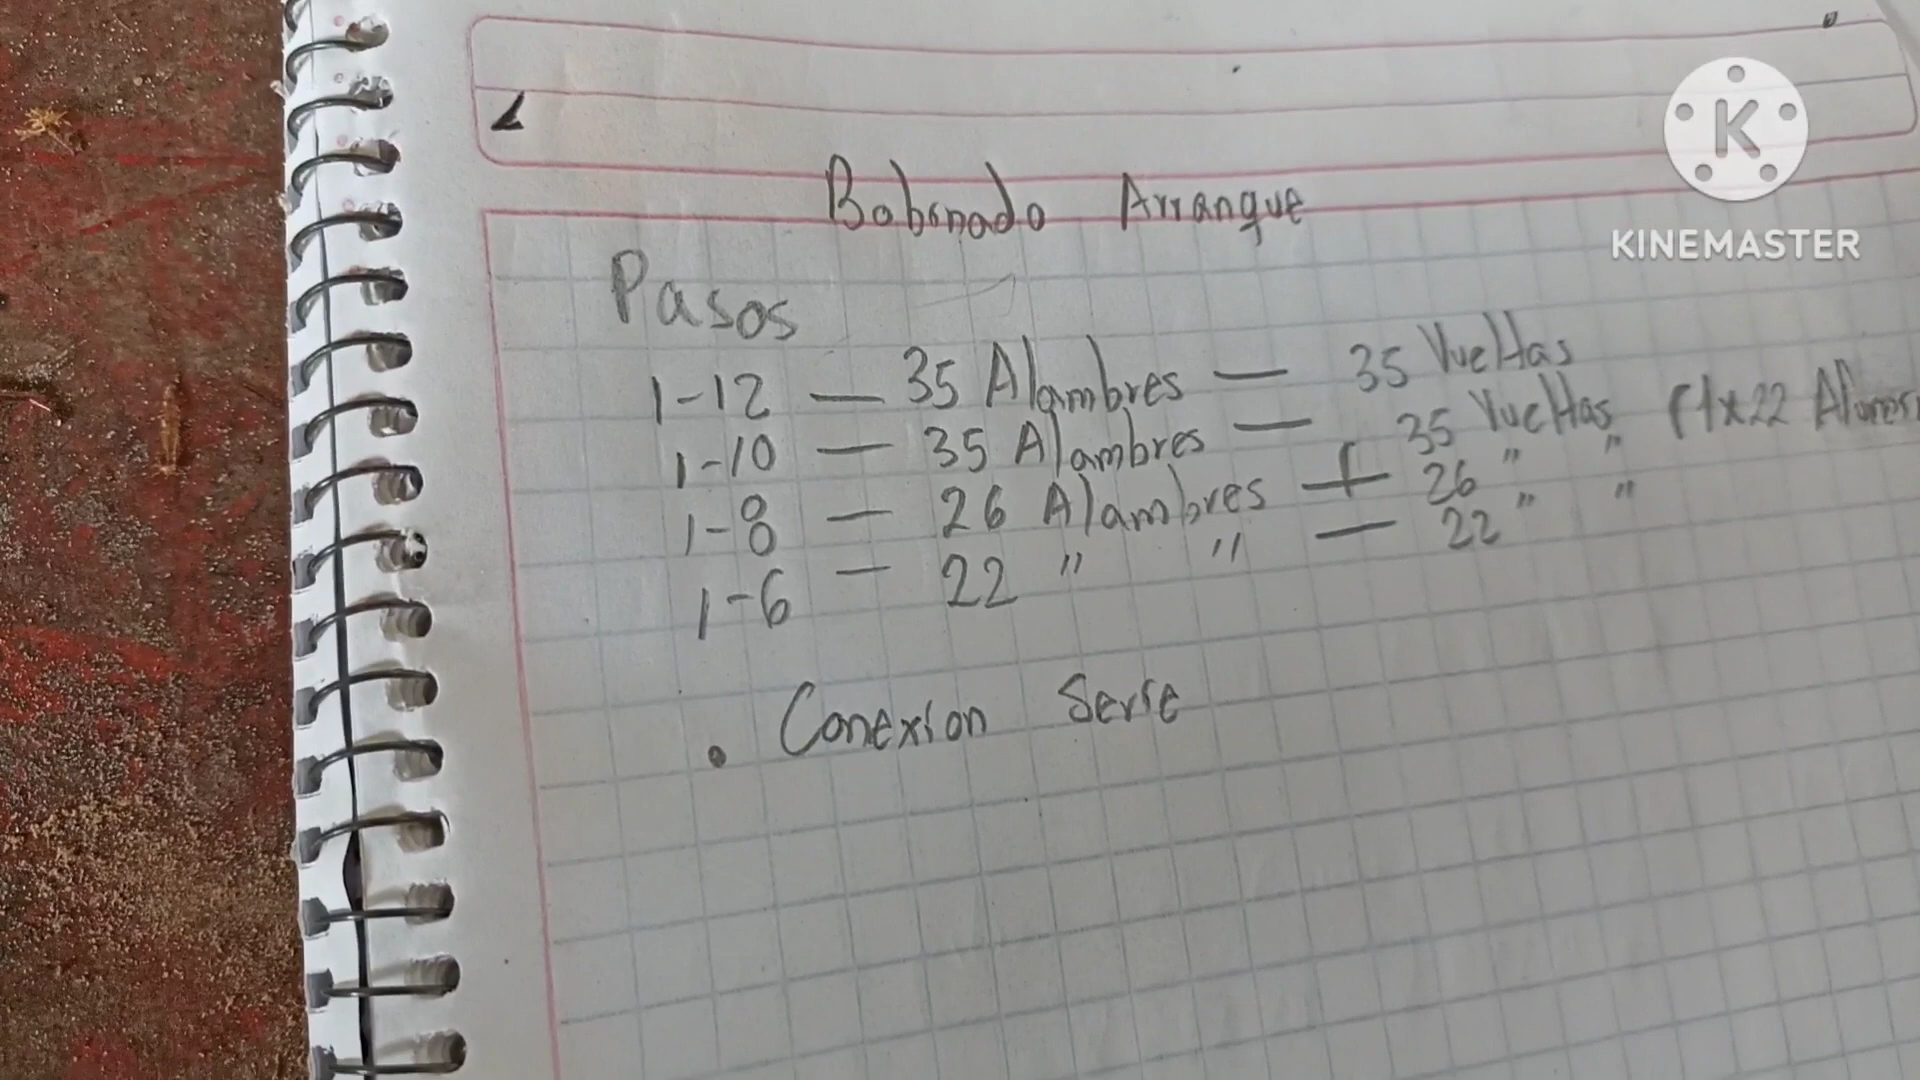 KINEMASTER
Bobinado Arranque
Pasos
1-12 — 35 Alambres — 35 Vueltas
1-10 — 35 Alambres — 35 Vueltas (1x22
1-8 — 26 Alambres — 26 " "
1-6 — 22 " " — 22 " "
. Conexion Serie